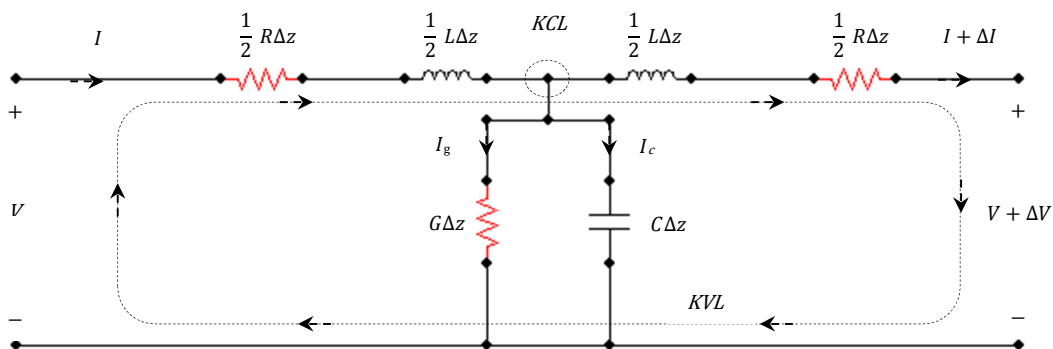 I
1/2 RΔz
1/2 LΔz
KCL
1/2 LΔz
1/2 RΔz
I + ΔI
+
+
I_g
I_c
V
GΔz
CΔz
V + ΔV
KVL
−
−